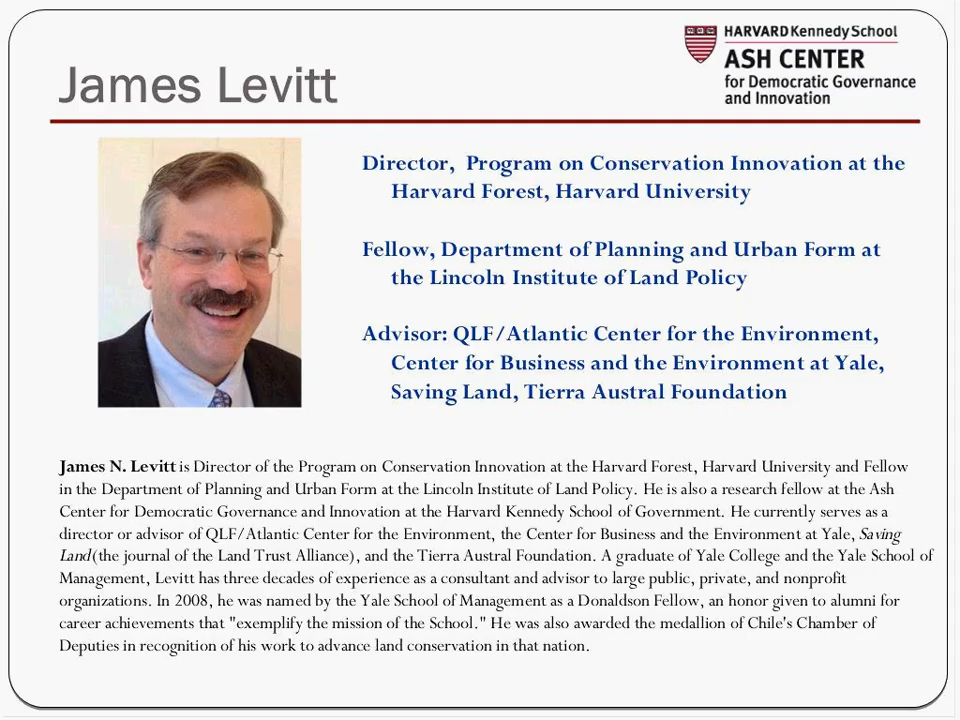 James Levitt
HARVARD Kennedy School
ASH CENTER
for Democratic Governance
and Innovation
Director,  Program on Conservation Innovation at the
Harvard Forest, Harvard University
Fellow, Department of Planning and Urban Form at
the Lincoln Institute of Land Policy
Advisor: QLF/Atlantic Center for the Environment,
Center for Business and the Environment at Yale,
Saving Land, Tierra Austral Foundation
James N. Levitt is Director of the Program on Conservation Innovation at the Harvard Forest, Harvard University and Fellow
in the Department of Planning and Urban Form at the Lincoln Institute of Land Policy. He is also a research fellow at the Ash
Center for Democratic Governance and Innovation at the Harvard Kennedy School of Government. He currently serves as a
director or advisor of QLF/Atlantic Center for the Environment, the Center for Business and the Environment at Yale, Saving
Land (the journal of the Land Trust Alliance), and the Tierra Austral Foundation. A graduate of Yale College and the Yale School of
Management, Levitt has three decades of experience as a consultant and advisor to large public, private, and nonprofit
organizations. In 2008, he was named by the Yale School of Management as a Donaldson Fellow, an honor given to alumni for
career achievements that "exemplify the mission of the School." He was also awarded the medallion of Chile's Chamber of
Deputies in recognition of his work to advance land conservation in that nation.